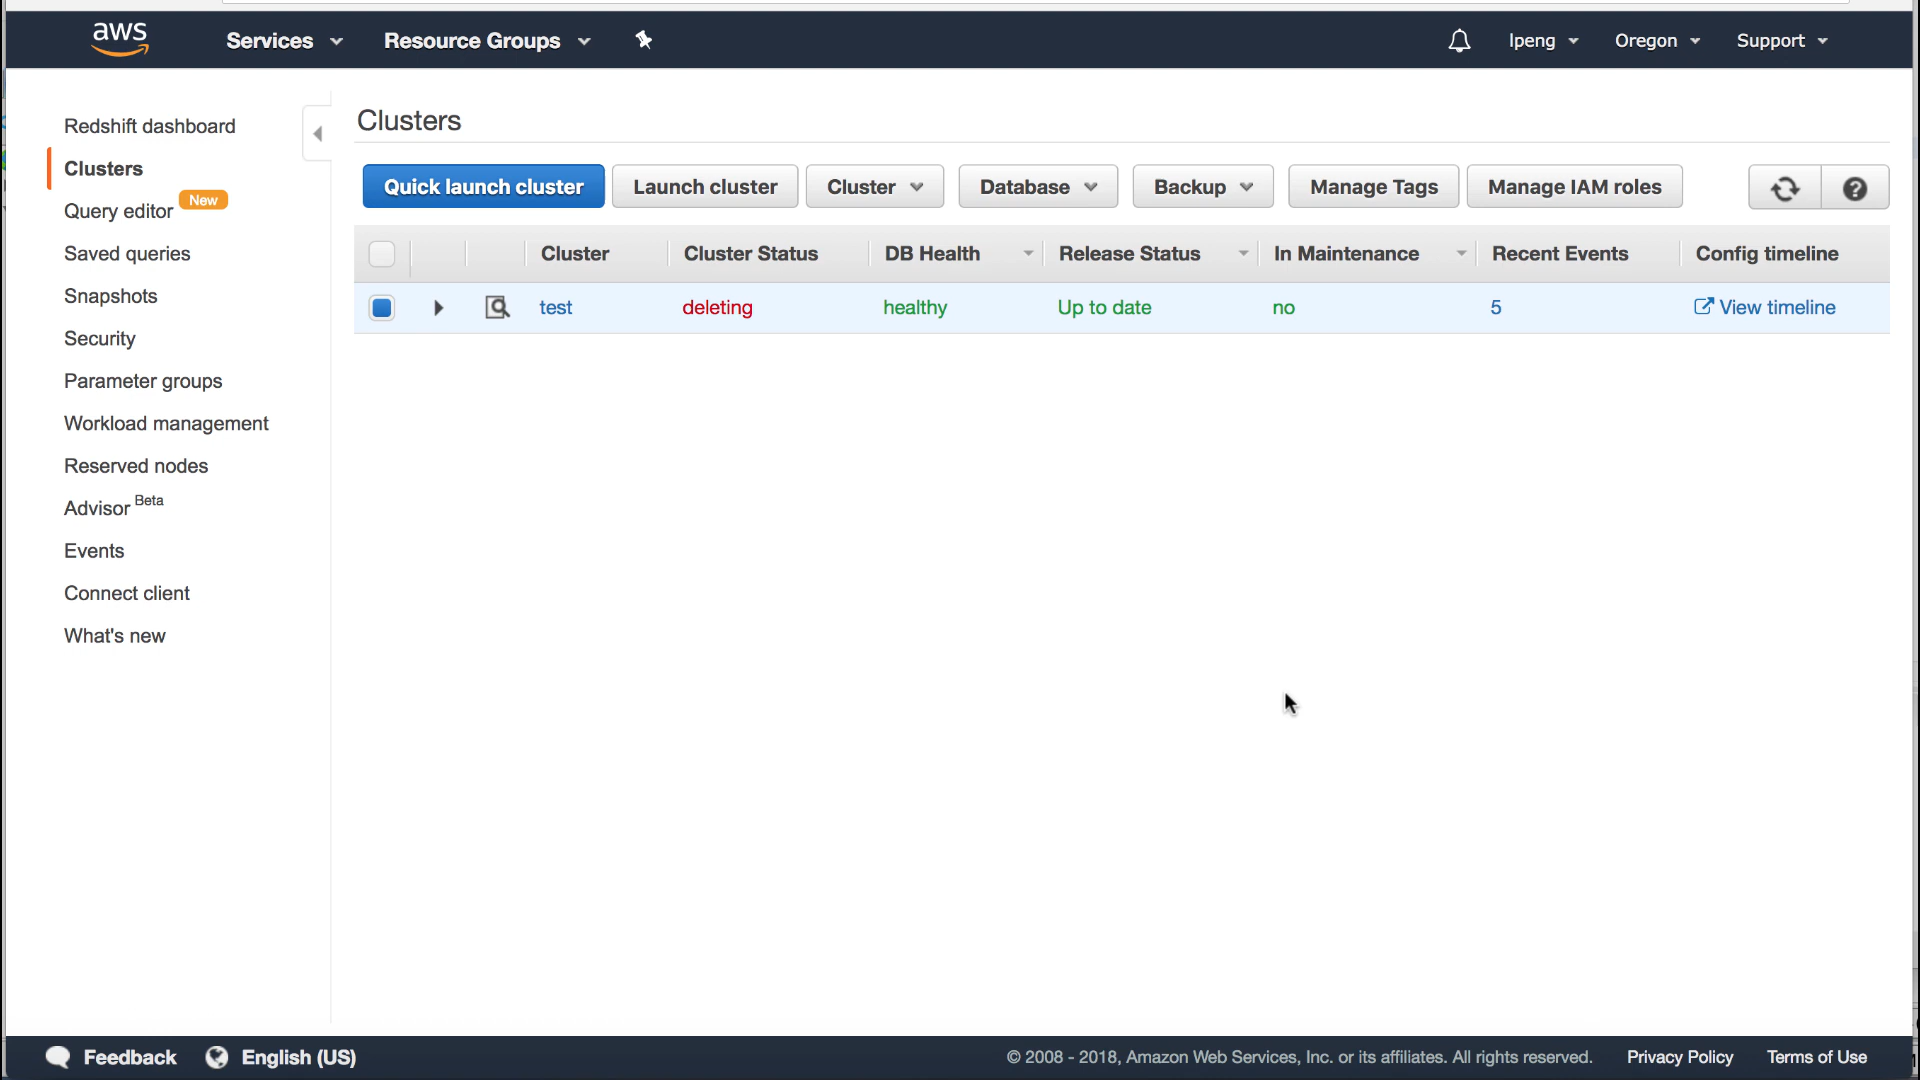 aws Services Resource Groups Ipeng Oregon Support
Redshift dashboard
Clusters
Query editor New
Saved queries
Snapshots
Security
Parameter groups
Workload management
Reserved nodes
Advisor Beta
Events
Connect client
What's new
Clusters
Quick launch cluster Launch cluster Cluster Database Backup Manage Tags Manage IAM roles
Cluster Cluster Status DB Health Release Status In Maintenance Recent Events Config timeline
test deleting healthy Up to date no 5 View timeline
Feedback English (US) © 2008 - 2018, Amazon Web Services, Inc. or its affiliates. All rights reserved. Privacy Policy Terms of Use